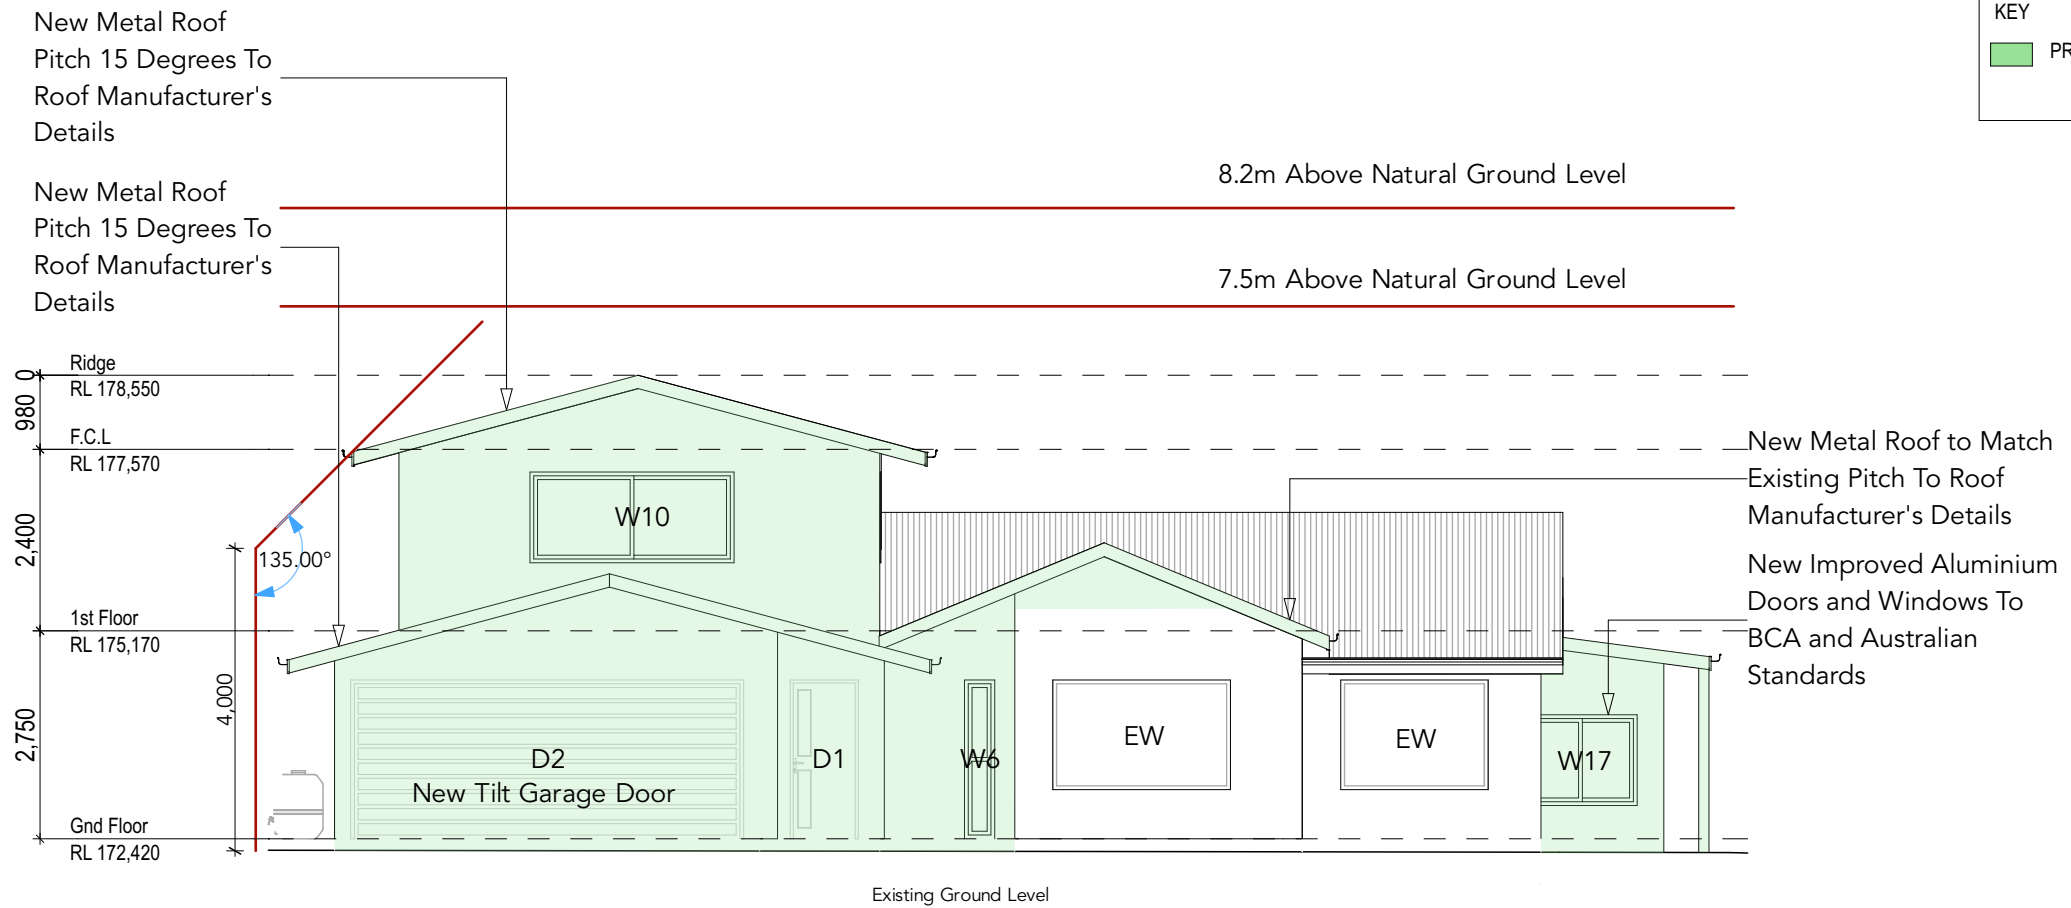 New Metal Roof
Pitch 15 Degrees To
Roof Manufacturer's
Details
New Metal Roof
Pitch 15 Degrees To
Roof Manufacturer's
Details
KEY
PR
8.2m Above Natural Ground Level
7.5m Above Natural Ground Level
Ridge
RL 178,550
F.C.L
RL 177,570
1st Floor
RL 175,170
Gnd Floor
RL 172,420
0
980
2,400
2,750
4,000
135.00°
W10
D2
New Tilt Garage Door
D1
W6
EW
EW
W17
New Metal Roof to Match
Existing Pitch To Roof
Manufacturer's Details
New Improved Aluminium
Doors and Windows To
BCA and Australian
Standards
Existing Ground Level